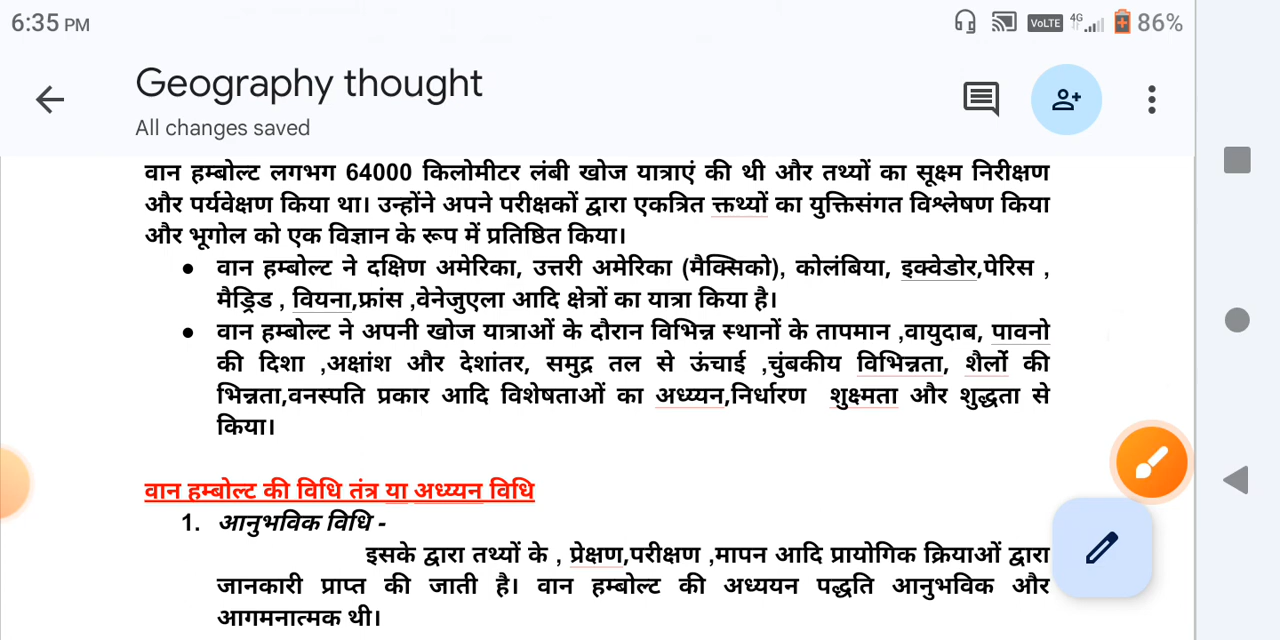 6:35 PM
VoLTE 4G 86%
Geography thought
All changes saved
वान हम्बोल्ट लगभग 64000 किलोमीटर लंबी खोज यात्राएं की थी और तथ्यों का सूक्ष्म निरीक्षण
और पर्यवेक्षण किया था। उन्होंने अपने परीक्षकों द्वारा एकत्रित क्तथ्यों का युक्तिसंगत विश्लेषण किया
और भूगोल को एक विज्ञान के रूप में प्रतिष्ठित किया।
● वान हम्बोल्ट ने दक्षिण अमेरिका, उत्तरी अमेरिका (मैक्सिको), कोलंबिया, इक्वेडोर,पेरिस ,
मैड्रिड , वियना,फ्रांस ,वेनेजुएला आदि क्षेत्रों का यात्रा किया है।
● वान हम्बोल्ट ने अपनी खोज यात्राओं के दौरान विभिन्न स्थानों के तापमान ,वायुदाब, पावनो
की दिशा ,अक्षांश और देशांतर, समुद्र तल से ऊंचाई ,चुंबकीय विभिन्नता, शैलों की
भिन्नता,वनस्पति प्रकार आदि विशेषताओं का अध्य्यन,निर्धारण शुक्ष्मता और शुद्धता से
किया।
वान हम्बोल्ट की विधि तंत्र या अध्य्यन विधि
1. आनुभविक विधि -
इसके द्वारा तथ्यों के , प्रेक्षण,परीक्षण ,मापन आदि प्रायोगिक क्रियाओं द्वारा
जानकारी प्राप्त की जाती है। वान हम्बोल्ट की अध्ययन पद्धति आनुभविक और
आगमनात्मक थी।